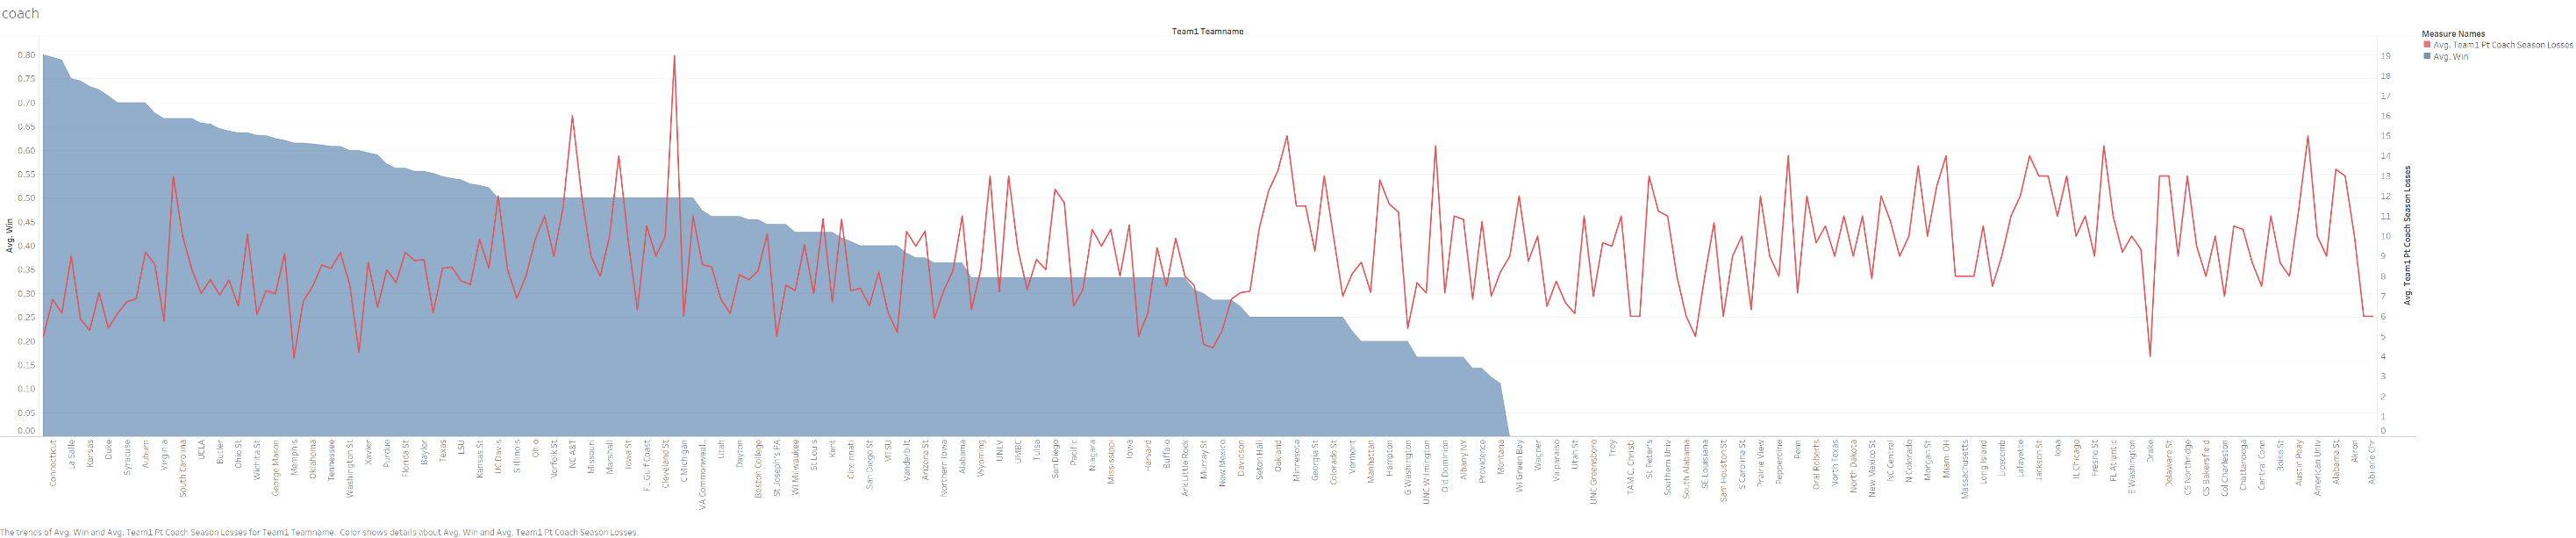 coach
Team1 Teamname
Measure Names
Avg. Team1 Pt Coach Season Losses
Avg. Win
0.80
0.75
0.70
0.65
0.60
0.55
0.50
0.45
0.40
0.35
0.30
0.25
0.20
0.15
0.10
0.05
0.00
Avg. Win
19
18
17
16
15
14
13
12
11
10
9
8
7
6
5
4
3
2
1
0
Avg. Team1 Pt Coach Season Losses
Connecticut
La Salle
Kansas
Duke
Syracuse
Auburn
Virginia
South Carolina
UCLA
Butler
Ohio St
Wichita St
George Mason
Memphis
Oklahoma
Tennessee
Washington St
Xavier
Purdue
Florida St
Baylor
Texas
LSU
Kansas St
UC Davis
S Illinois
Ohio
Norfolk St
NC A&T
Missouri
Marshall
Iowa St
FL Gulf Coast
Cleveland St
C Michigan
VA Commonweal..
Utah
Dayton
Boston College
St Joseph's PA
WI Milwaukee
St Louis
Kent
Cincinnati
San Diego St
MTSU
Vanderbilt
Arizona St
Northern Iowa
Alabama
Wyoming
UNLV
UMBC
Tulsa
San Diego
Pacific
Niagara
Mississippi
Iowa
Harvard
Buffalo
Ark Little Rock
Murray St
New Mexico
Davidson
Seton Hall
Oakland
Minnesota
Georgia St
Colorado St
Vermont
Manhattan
Hampton
G Washington
UNC Wilmington
Old Dominion
Albany NY
Providence
Montana
WI Green Bay
Wagner
Valparaiso
Utah St
UNC Greensboro
Troy
TAM C. Christi
St Peter's
Southern Univ
South Alabama
SE Louisiana
Sam Houston St
S Carolina St
Prairie View
Pepperdine
Penn
Oral Roberts
North Texas
North Dakota
New Mexico St
NC Central
N Colorado
Morgan St
Miami OH
Massachusetts
Long Island
Lipscomb
Lafayette
Jackson St
Iona
IL Chicago
Fresno St
FL Atlantic
E Washington
Drake
Delaware St
CS Northridge
CS Bakersfield
Col Charleston
Chattanooga
Central Conn
Boise St
Austin Peay
American Univ
Alabama St
Akron
Abilene Chr
The trends of Avg. Win and Avg. Team1 Pt Coach Season Losses for Team1 Teamname. Color shows details about Avg. Win and Avg. Team1 Pt Coach Season Losses.